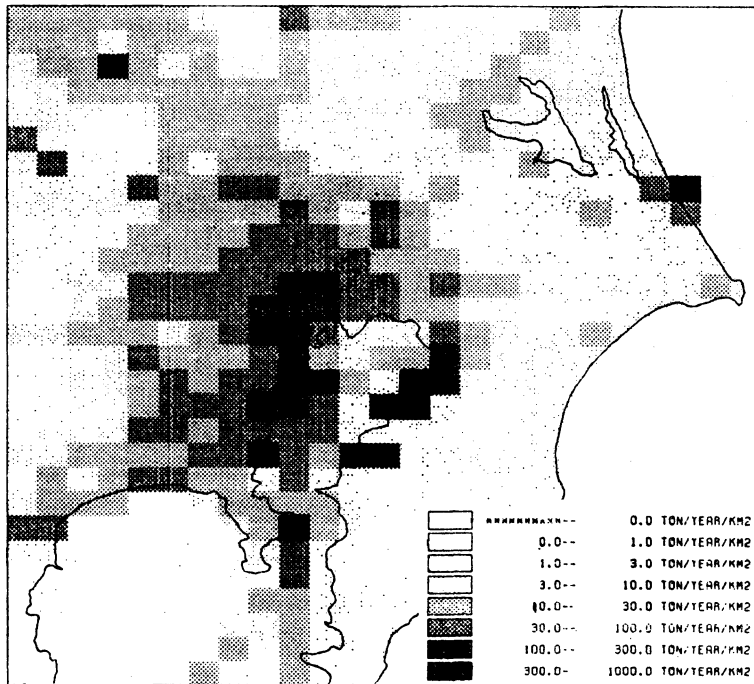 0.0 TON/YEAR/KM2
0.0-- 1.0 TON/YEAR/KM2
1.0-- 3.0 TON/YEAR/KM2
3.0-- 10.0 TON/YEAR/KM2
10.0-- 30.0 TON/YEAR/KM2
30.0-- 100.0 TON/YEAR/KM2
100.0-- 300.0 TON/YEAR/KM2
300.0- 1000.0 TON/YEAR/KM2